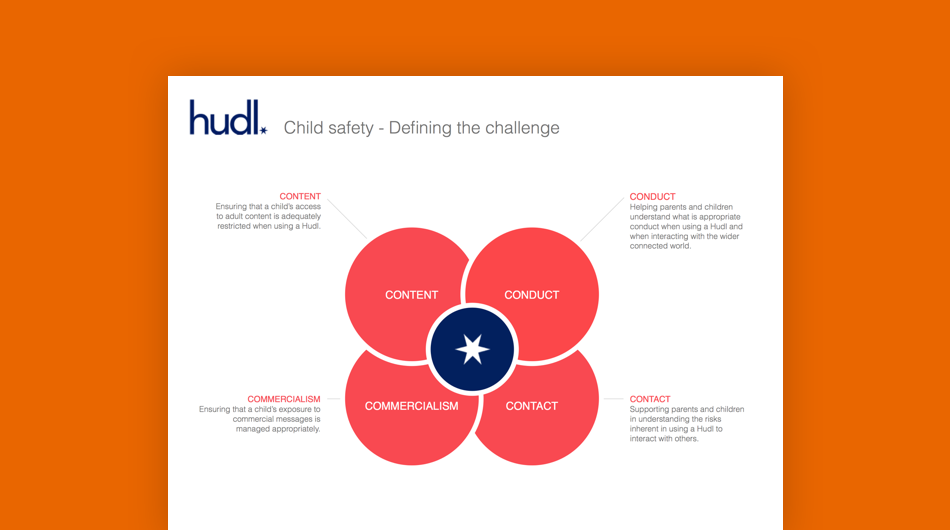 hudl.
Child safety - Defining the challenge
CONTENT
Ensuring that a child's access
to adult content is adequately
restricted when using a Hudl.
CONDUCT
Helping parents and children
understand what is appropriate
conduct when using a Hudl and
when interacting with the wider
connected world.
CONTENT
CONDUCT
COMMERCIALISM
CONTACT
COMMERCIALISM
Ensuring that a child's exposure to
commercial messages is
managed appropriately.
CONTACT
Supporting parents and children
in understanding the risks
inherent in using a Hudl to
interact with others.